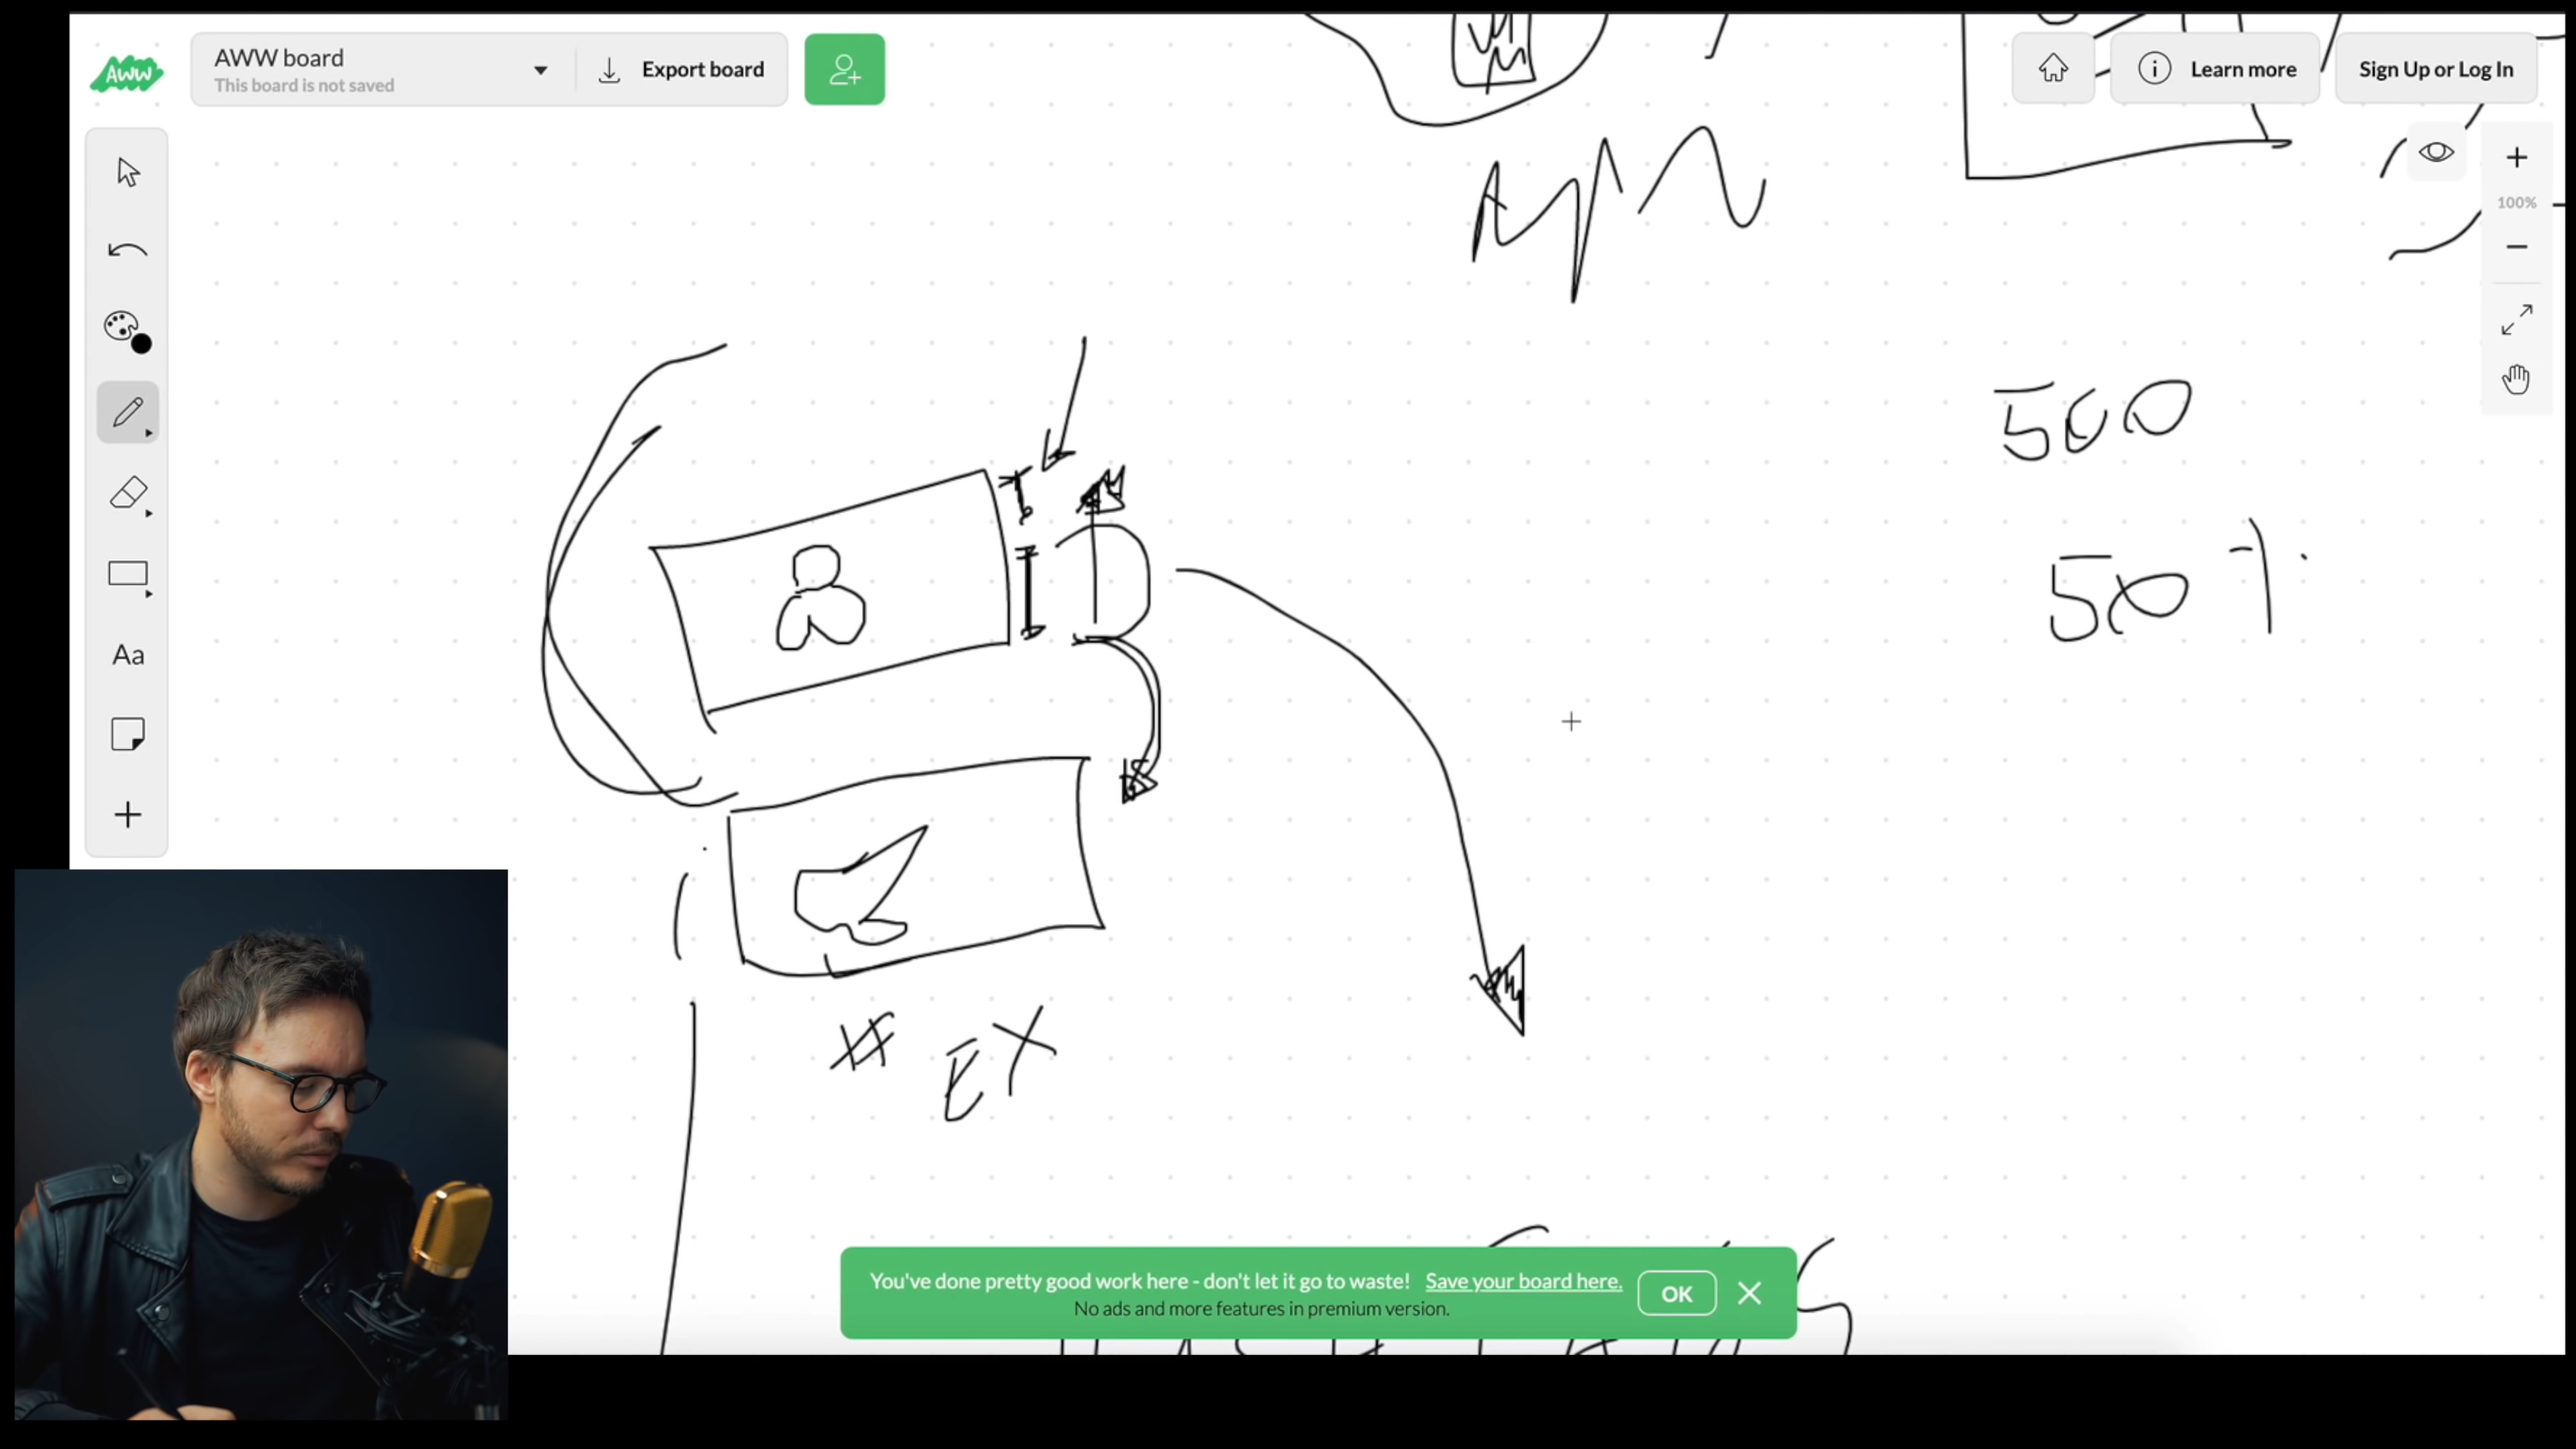 AWW
AWW board
This board is not saved
Export board
Learn more
Sign Up or Log In
100%
Aa
500
50
# EX
You've done pretty good work here - don't let it go to waste! Save your board here.
No ads and more features in premium version.
OK